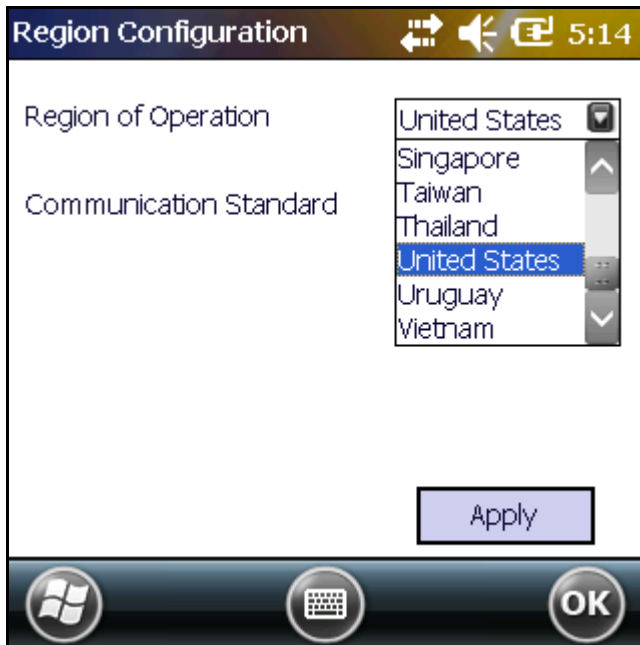 Region Configuration 5:14
Region of Operation United States
Singapore
Communication Standard Taiwan
Thailand
United States
Uruguay
Vietnam
Apply
OK